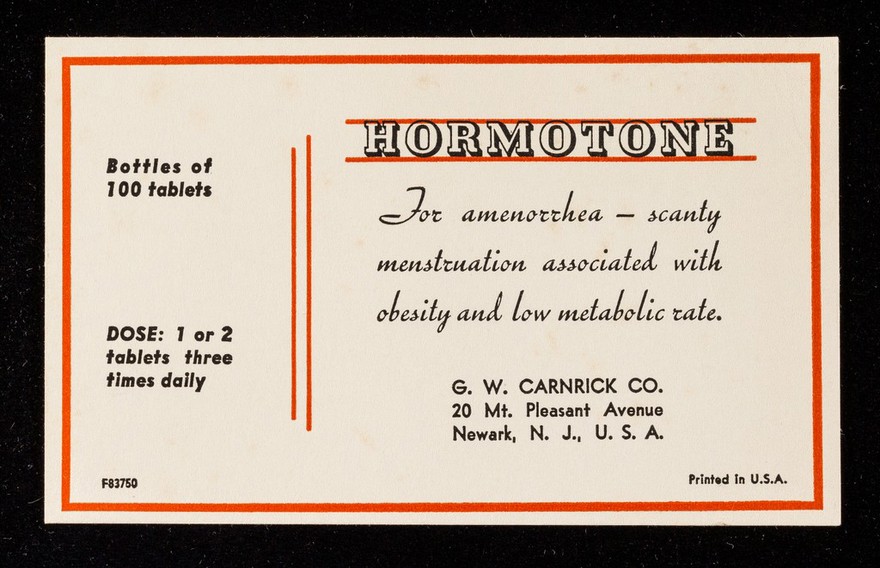 Bottles of
100 tablets
DOSE: 1 or 2
tablets three
times daily
F83750
HORMOTONE
For amenorrhea — scanty
menstruation associated with
obesity and low metabolic rate.
G. W. CARNRICK CO.
20 Mt. Pleasant Avenue
Newark, N. J., U. S. A.
Printed in U.S.A.